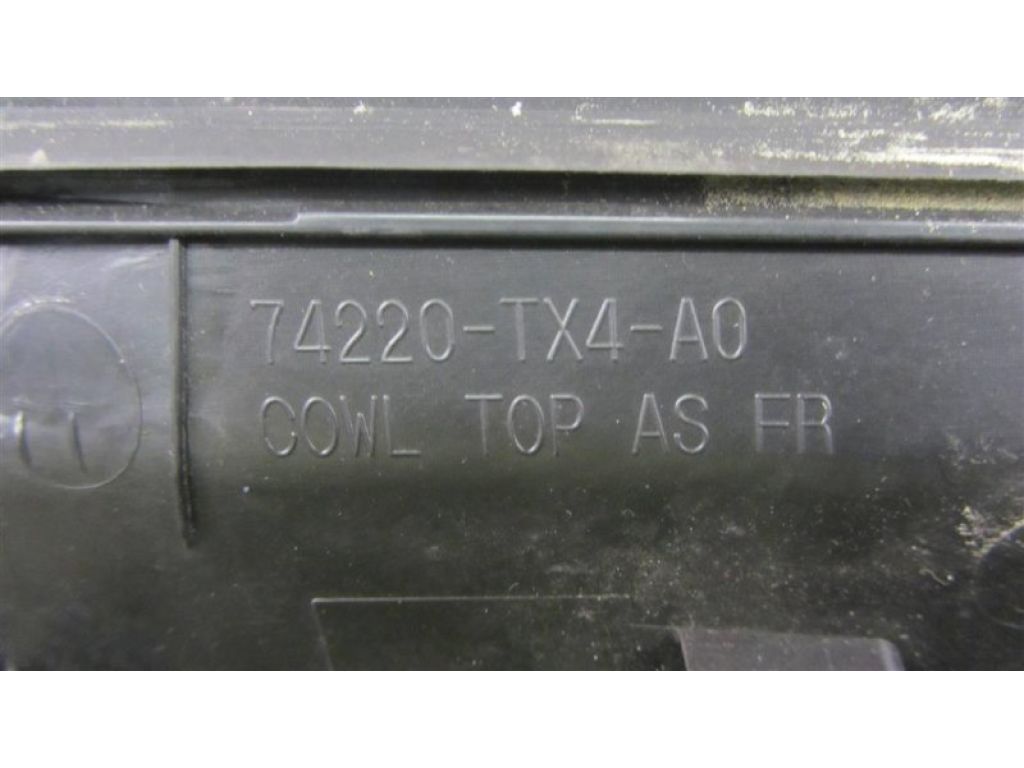 74220-TX4-A0
COWL TOP AS FR